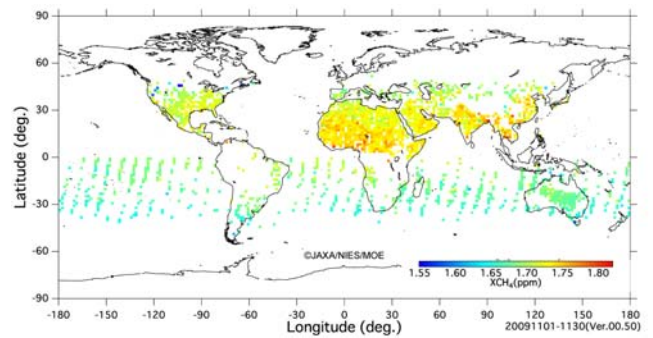 90
60
30
0
-30
-60
90
Latitude (deg.)
©JAXA/NIES/MOE
1.55 1.60 1.65 1.70 1.75 1.80
XCH₄(ppm)
-180 -150 -120 -90 -60 -30 0 30 60 90 120 150 180
Longitude (deg.)
20091101-1130(Ver.00.50)